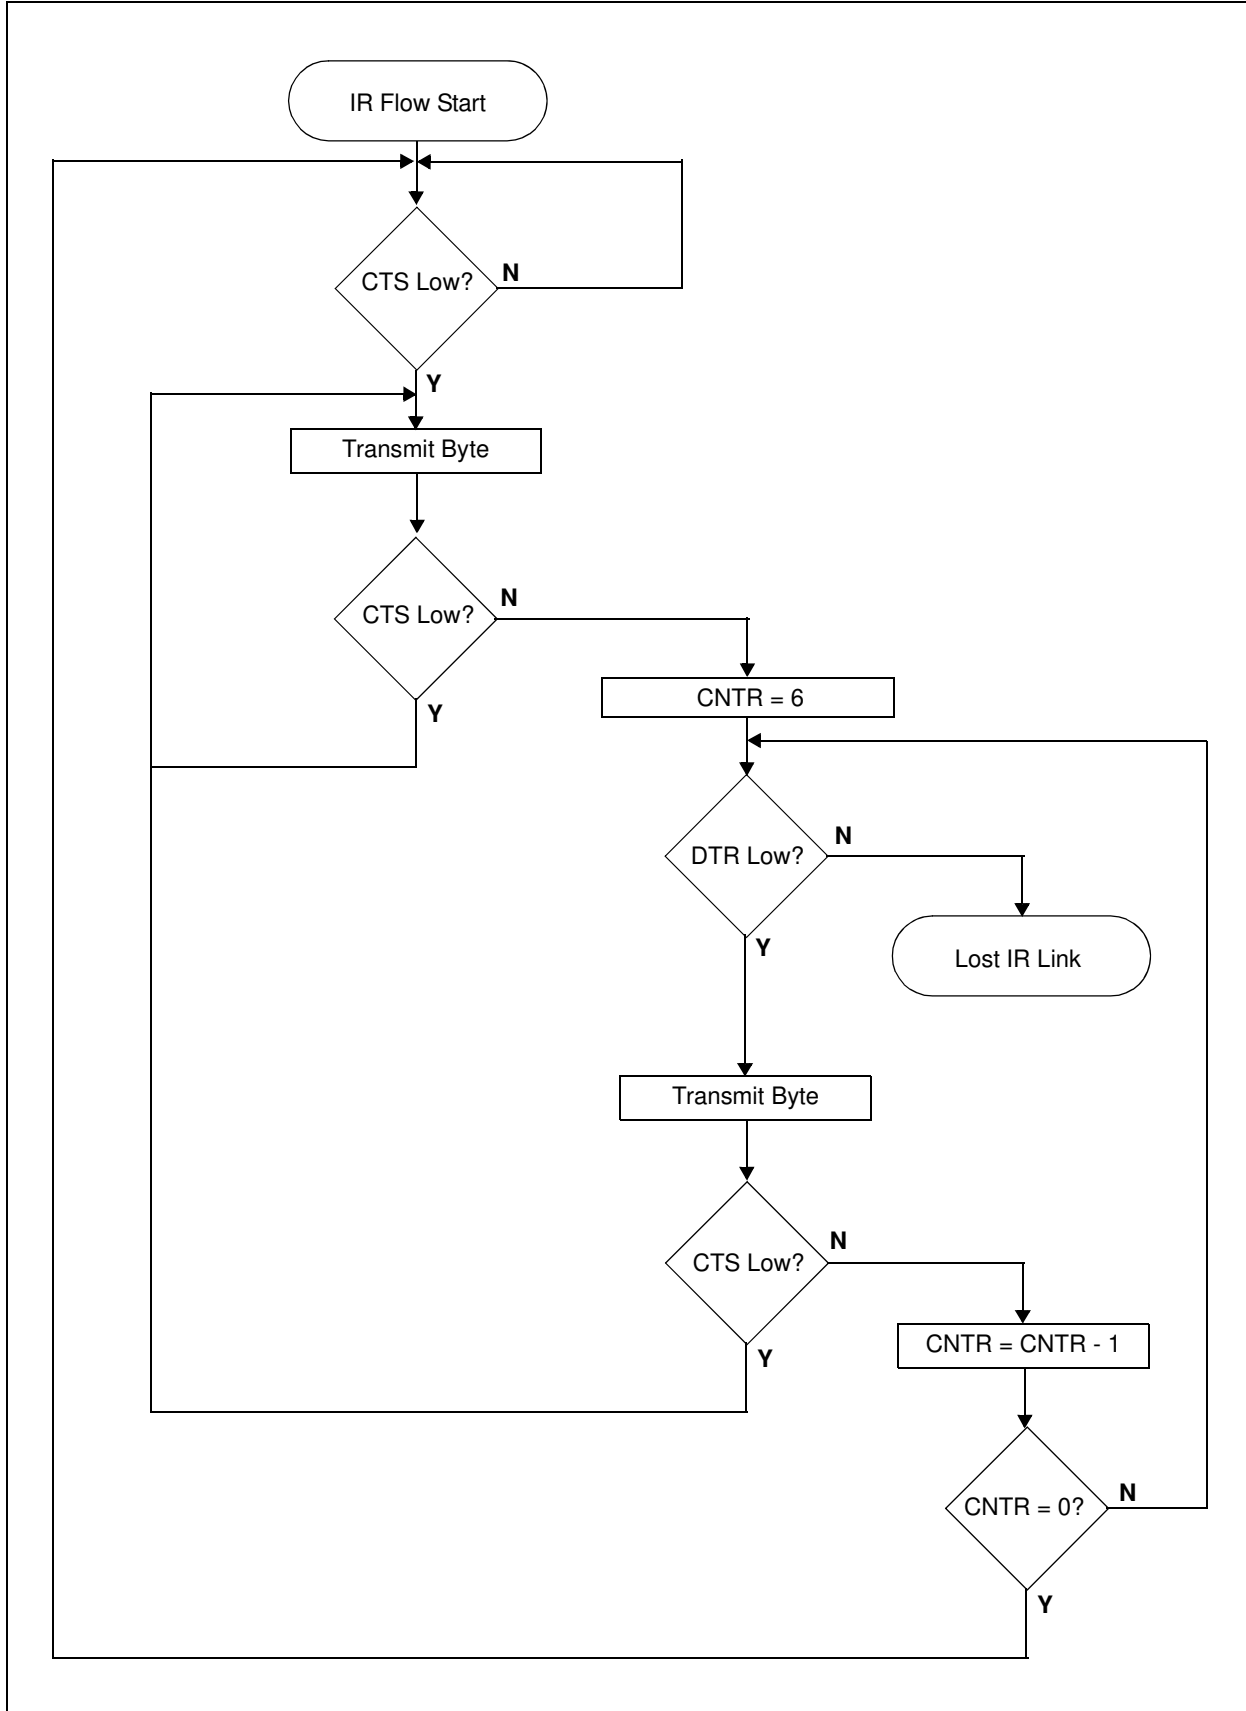 IR Flow Start
CTS Low?
N
Y
Transmit Byte
CTS Low?
N
Y
CNTR = 6
DTR Low?
N
Y
Lost IR Link
Transmit Byte
CTS Low?
N
Y
CNTR = CNTR - 1
CNTR = 0?
N
Y